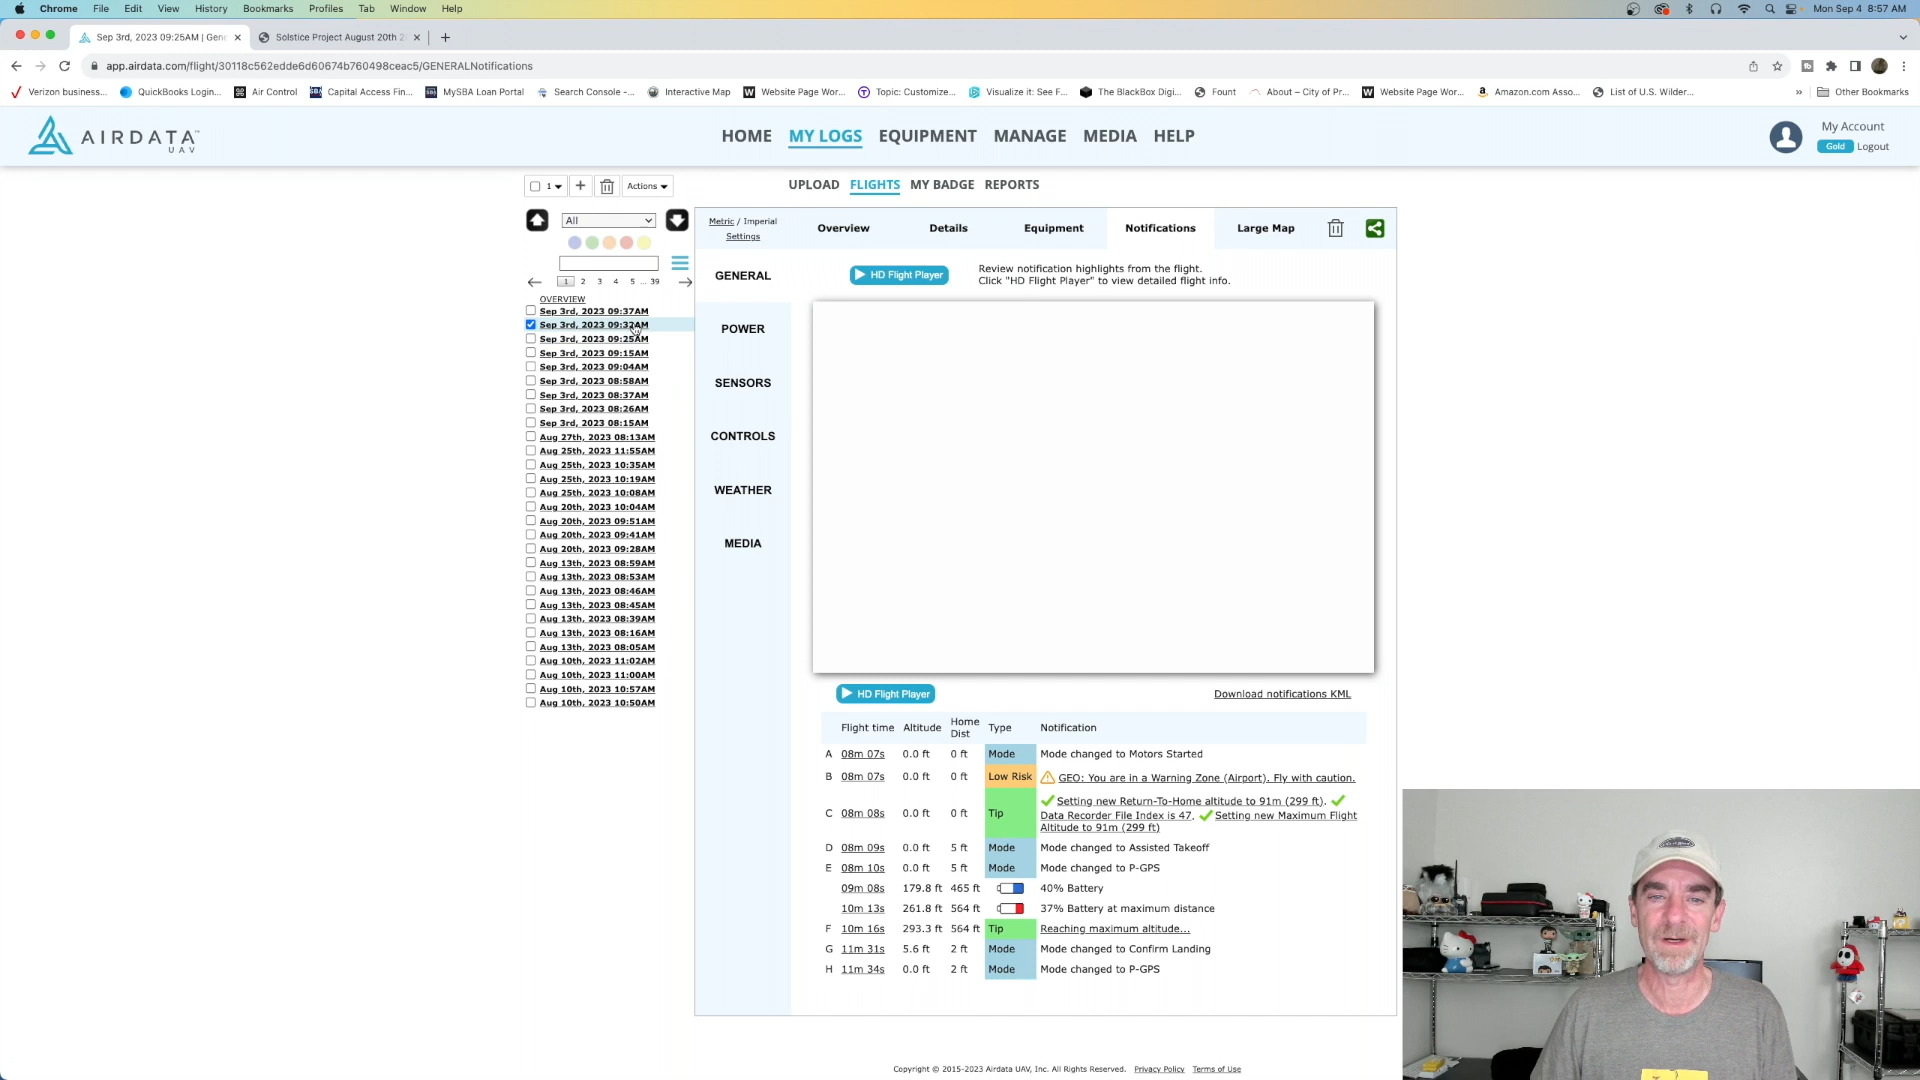 Chrome File Edit View History Bookmarks Profiles Tab Window Help Mon Sep 4 8:57 AM
Sep 3rd, 2023 09:25AM | Gene Solstice Project August 20th 2
app.airdata.com/flight/30118c562edde6d60674b760498ceac5/GENERALNotifications
Verizon business... QuickBooks Login... Air Control Capital Access Fin... MySBA Loan Portal Search Console -... Interactive Map Website Page Wor... Topic: Customize... Visualize it: See F... The BlackBox Digi... Fount About – City of Pr... Website Page Wor... Amazon.com Asso... List of U.S. Wilder... » Other Bookmarks
AIRDATA UAV
HOME MY LOGS EQUIPMENT MANAGE MEDIA HELP
My Account
Gold Logout
1 + Actions
UPLOAD FLIGHTS MY BADGE REPORTS
All
1 2 3 4 5 ... 39
OVERVIEW
Sep 3rd, 2023 09:37AM
Sep 3rd, 2023 09:32AM
Sep 3rd, 2023 09:25AM
Sep 3rd, 2023 09:15AM
Sep 3rd, 2023 09:04AM
Sep 3rd, 2023 08:58AM
Sep 3rd, 2023 08:37AM
Sep 3rd, 2023 08:26AM
Sep 3rd, 2023 08:15AM
Aug 27th, 2023 08:13AM
Aug 25th, 2023 11:55AM
Aug 25th, 2023 10:35AM
Aug 25th, 2023 10:19AM
Aug 25th, 2023 10:08AM
Aug 20th, 2023 10:04AM
Aug 20th, 2023 09:51AM
Aug 20th, 2023 09:41AM
Aug 20th, 2023 09:28AM
Aug 13th, 2023 08:59AM
Aug 13th, 2023 08:53AM
Aug 13th, 2023 08:46AM
Aug 13th, 2023 08:45AM
Aug 13th, 2023 08:39AM
Aug 13th, 2023 08:16AM
Aug 13th, 2023 08:05AM
Aug 10th, 2023 11:02AM
Aug 10th, 2023 11:00AM
Aug 10th, 2023 10:57AM
Aug 10th, 2023 10:50AM
Metric / Imperial
Settings
Overview Details Equipment Notifications Large Map
GENERAL
POWER
SENSORS
CONTROLS
WEATHER
MEDIA
HD Flight Player
Review notification highlights from the flight.
Click "HD Flight Player" to view detailed flight info.
HD Flight Player
Download notifications KML
Flight time Altitude Home Dist Type Notification
A 08m 07s 0.0 ft 0 ft Mode Mode changed to Motors Started
B 08m 07s 0.0 ft 0 ft Low Risk GEO: You are in a Warning Zone (Airport). Fly with caution.
C 08m 08s 0.0 ft 0 ft Tip Setting new Return-To-Home altitude to 91m (299 ft).
Data Recorder File Index is 47. Setting new Maximum Flight
Altitude to 91m (299 ft)
D 08m 09s 0.0 ft 5 ft Mode Mode changed to Assisted Takeoff
E 08m 10s 0.0 ft 5 ft Mode Mode changed to P-GPS
09m 08s 179.8 ft 465 ft 40% Battery
10m 13s 261.8 ft 564 ft 37% Battery at maximum distance
F 10m 16s 293.3 ft 564 ft Tip Reaching maximum altitude...
G 11m 31s 5.6 ft 2 ft Mode Mode changed to Confirm Landing
H 11m 34s 0.0 ft 2 ft Mode Mode changed to P-GPS
Copyright © 2015-2023 Airdata UAV, Inc. All Rights Reserved. Privacy Policy Terms of Use